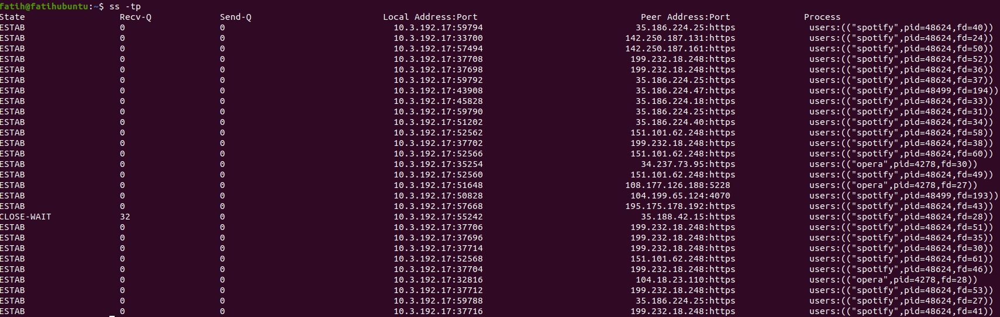 fatih@fatihubuntu:~$ ss -tp
State Recv-Q Send-Q Local Address:Port Peer Address:Port Process
ESTAB 0 0 10.3.192.17:59794 35.186.224.25:https users:(("spotify",pid=48624,fd=40))
ESTAB 0 0 10.3.192.17:33700 142.250.187.131:https users:(("spotify",pid=48624,fd=24))
ESTAB 0 0 10.3.192.17:57494 142.250.187.161:https users:(("spotify",pid=48624,fd=50))
ESTAB 0 0 10.3.192.17:37708 199.232.18.248:https users:(("spotify",pid=48624,fd=52))
ESTAB 0 0 10.3.192.17:37698 199.232.18.248:https users:(("spotify",pid=48624,fd=36))
ESTAB 0 0 10.3.192.17:59792 35.186.224.25:https users:(("spotify",pid=48624,fd=37))
ESTAB 0 0 10.3.192.17:43908 35.186.224.47:https users:(("spotify",pid=48499,fd=194))
ESTAB 0 0 10.3.192.17:45828 35.186.224.18:https users:(("spotify",pid=48624,fd=33))
ESTAB 0 0 10.3.192.17:59790 35.186.224.25:https users:(("spotify",pid=48624,fd=31))
ESTAB 0 0 10.3.192.17:51202 35.186.224.40:https users:(("spotify",pid=48624,fd=34))
ESTAB 0 0 10.3.192.17:52562 151.101.62.248:https users:(("spotify",pid=48624,fd=58))
ESTAB 0 0 10.3.192.17:37702 199.232.18.248:https users:(("spotify",pid=48624,fd=38))
ESTAB 0 0 10.3.192.17:52566 151.101.62.248:https users:(("spotify",pid=48624,fd=60))
ESTAB 0 0 10.3.192.17:35254 34.237.73.95:https users:(("opera",pid=4278,fd=30))
ESTAB 0 0 10.3.192.17:52560 151.101.62.248:https users:(("spotify",pid=48624,fd=49))
ESTAB 0 0 10.3.192.17:51648 108.177.126.188:5228 users:(("opera",pid=4278,fd=27))
ESTAB 0 0 10.3.192.17:50828 104.199.65.124:4070 users:(("spotify",pid=48499,fd=193))
ESTAB 0 0 10.3.192.17:57668 195.175.178.192:https users:(("spotify",pid=48624,fd=43))
CLOSE-WAIT 32 0 10.3.192.17:55242 35.188.42.15:https users:(("spotify",pid=48624,fd=28))
ESTAB 0 0 10.3.192.17:37706 199.232.18.248:https users:(("spotify",pid=48624,fd=51))
ESTAB 0 0 10.3.192.17:37696 199.232.18.248:https users:(("spotify",pid=48624,fd=35))
ESTAB 0 0 10.3.192.17:37714 199.232.18.248:https users:(("spotify",pid=48624,fd=30))
ESTAB 0 0 10.3.192.17:52568 151.101.62.248:https users:(("spotify",pid=48624,fd=61))
ESTAB 0 0 10.3.192.17:37704 199.232.18.248:https users:(("spotify",pid=48624,fd=46))
ESTAB 0 0 10.3.192.17:32816 104.18.23.110:https users:(("opera",pid=4278,fd=28))
ESTAB 0 0 10.3.192.17:37712 199.232.18.248:https users:(("spotify",pid=48624,fd=53))
ESTAB 0 0 10.3.192.17:59788 35.186.224.25:https users:(("spotify",pid=48624,fd=27))
ESTAB 0 0 10.3.192.17:37716 199.232.18.248:https users:(("spotify",pid=48624,fd=41))